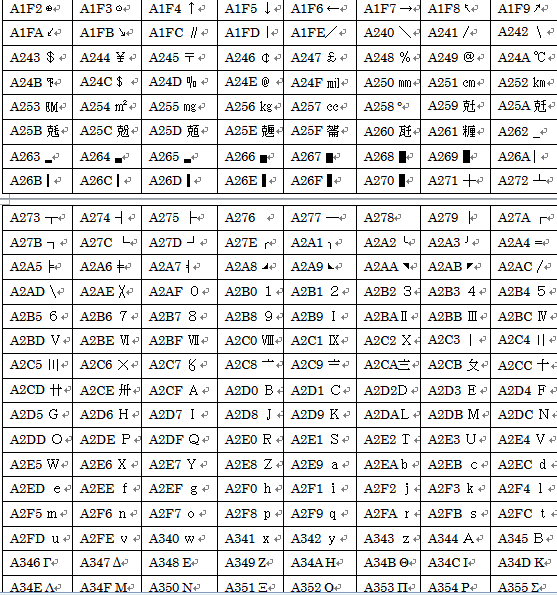 A1F2 ⊕ A1F3 ⊙ A1F4 ↑ A1F5 ↓ A1F6 ← A1F7 → A1F8 ↖ A1F9 ↗
A1FA ↙ A1FB ↘ A1FC ∥ A1FD ∣ A1FE ／ A240 ＼ A241 ∕ A242 ﹨
A243 ＄ A244 ￥ A245 〒 A246 ￠ A247 ￡ A248 ％ A249 ＠ A24A ℃
A24B ℉ A24C ﹩ A24D ﹪ A24E ﹫ A24F ㏕ A250 ㎜ A251 ㎝ A252 ㎞
A253 ㏎ A254 ㎡ A255 ㎎ A256 ㎏ A257 ㏄ A258 ° A259 兙 A25A 兛
A25B 兞 A25C 兝 A25D 兡 A25E 兣 A25F 嗧 A260 瓩 A261 糎 A262 ▁
A263 ▂ A264 ▃ A265 ▄ A266 ▅ A267 ▆ A268 ▇ A269 █ A26A ▏
A26B ▎ A26C ▍ A26D ▌ A26E ▋ A26F ▊ A270 ▉ A271 ┼ A272 ┴
A273 ┬ A274 ┤ A275 ├ A276 A277 ─ A278 A279 ▕ A27A ┌
A27B ┐ A27C └ A27D ┘ A27E ╭ A2A1 ╮ A2A2 ╰ A2A3 ╯ A2A4 ═
A2A5 ╞ A2A6 ╪ A2A7 ╡ A2A8 ◢ A2A9 ◣ A2AA ◥ A2AB ◤ A2AC ╱
A2AD ╲ A2AE ╳ A2AF ０ A2B0 １ A2B1 ２ A2B2 ３ A2B3 ４ A2B4 ５
A2B5 ６ A2B6 ７ A2B7 ８ A2B8 ９ A2B9 Ⅰ A2BA Ⅱ A2BB Ⅲ A2BC Ⅳ
A2BD Ⅴ A2BE Ⅵ A2BF Ⅶ A2C0 Ⅷ A2C1 Ⅸ A2C2 Ⅹ A2C3 〡 A2C4 〢
A2C5 〣 A2C6 〤 A2C7 〥 A2C8 〦 A2C9 〧 A2CA 〨 A2CB 〩 A2CC 十
A2CD 卄 A2CE 卅 A2CF Ａ A2D0 Ｂ A2D1 Ｃ A2D2 Ｄ A2D3 Ｅ A2D4 Ｆ
A2D5 Ｇ A2D6 Ｈ A2D7 Ｉ A2D8 Ｊ A2D9 Ｋ A2DA Ｌ A2DB Ｍ A2DC Ｎ
A2DD Ｏ A2DE Ｐ A2DF Ｑ A2E0 Ｒ A2E1 Ｓ A2E2 Ｔ A2E3 Ｕ A2E4 Ｖ
A2E5 Ｗ A2E6 Ｘ A2E7 Ｙ A2E8 Ｚ A2E9 ａ A2EA ｂ A2EB ｃ A2EC ｄ
A2ED ｅ A2EE ｆ A2EF ｇ A2F0 ｈ A2F1 ｉ A2F2 ｊ A2F3 ｋ A2F4 ｌ
A2F5 ｍ A2F6 ｎ A2F7 ｏ A2F8 ｐ A2F9 ｑ A2FA ｒ A2FB ｓ A2FC ｔ
A2FD ｕ A2FE ｖ A340 ｗ A341 ｘ A342 ｙ A343 ｚ A344 Α A345 Β
A346 Γ A347 Δ A348 Ε A349 Ζ A34A Η A34B Θ A34C Ι A34D Κ
A34E Λ A34F Μ A350 Ν A351 Ξ A352 Ο A353 Π A354 Ρ A355 Σ